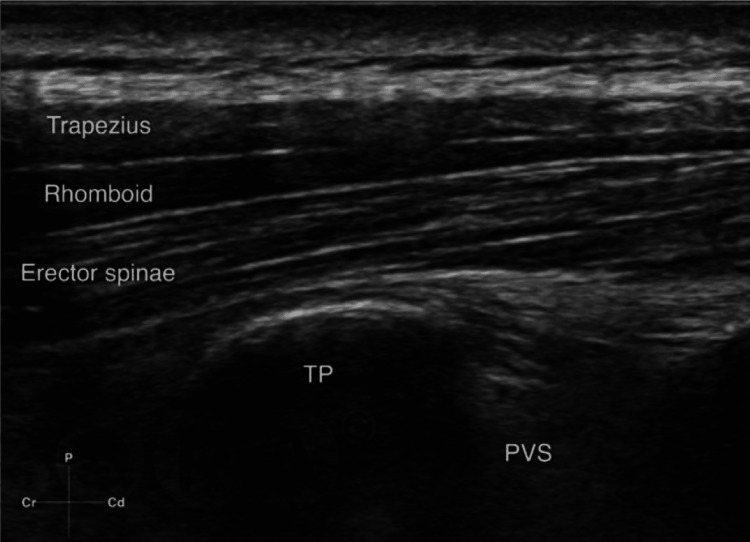 Trapezius
Rhomboid
Erector spinae
TP
PVS
P
Cr
Cd